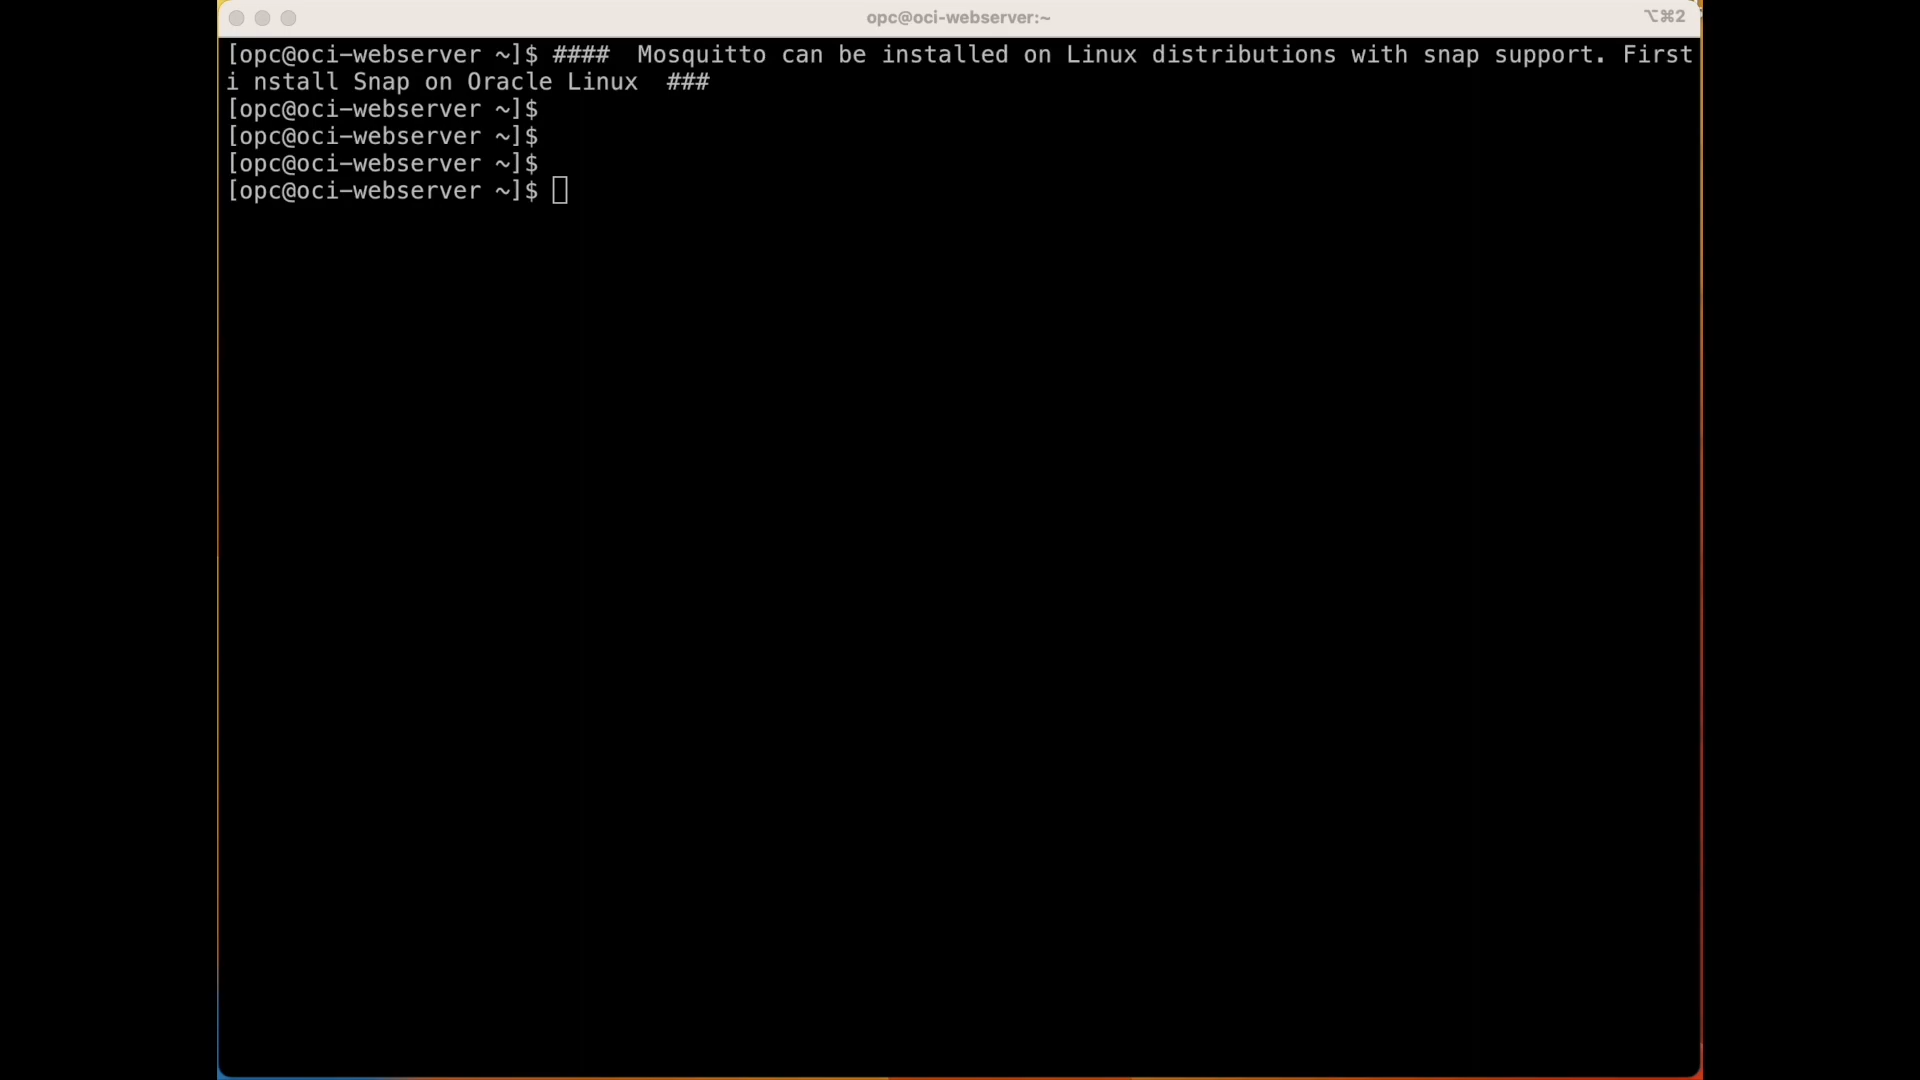 opc@oci-webserver:~
⌥⌘2
[opc@oci-webserver ~]$ ####  Mosquitto can be installed on Linux distributions with snap support. First
i nstall Snap on Oracle Linux  ###
[opc@oci-webserver ~]$
[opc@oci-webserver ~]$
[opc@oci-webserver ~]$
[opc@oci-webserver ~]$